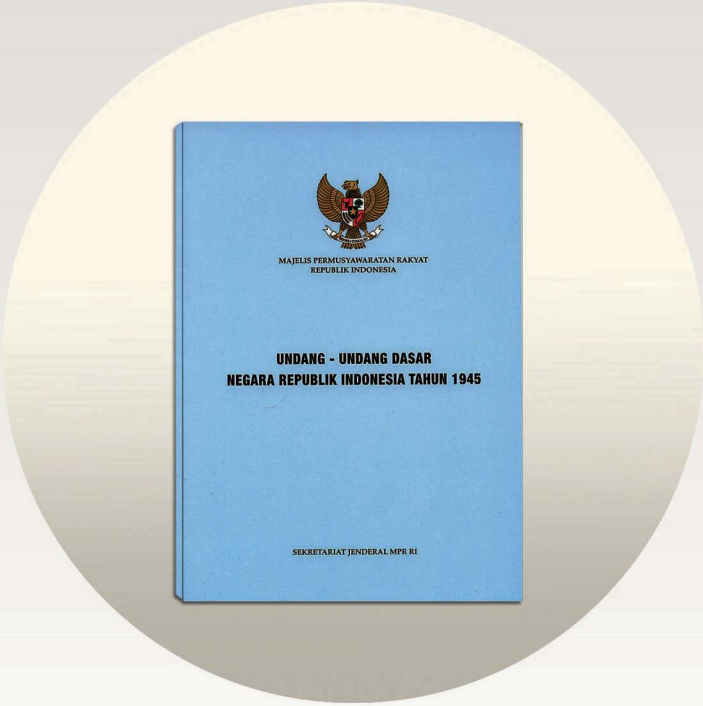 MAJELIS PERMUSYAWARATAN RAKYAT
REPUBLIK INDONESIA
UNDANG - UNDANG DASAR
NEGARA REPUBLIK INDONESIA TAHUN 1945
SEKRETARIAT JENDERAL MPR RI